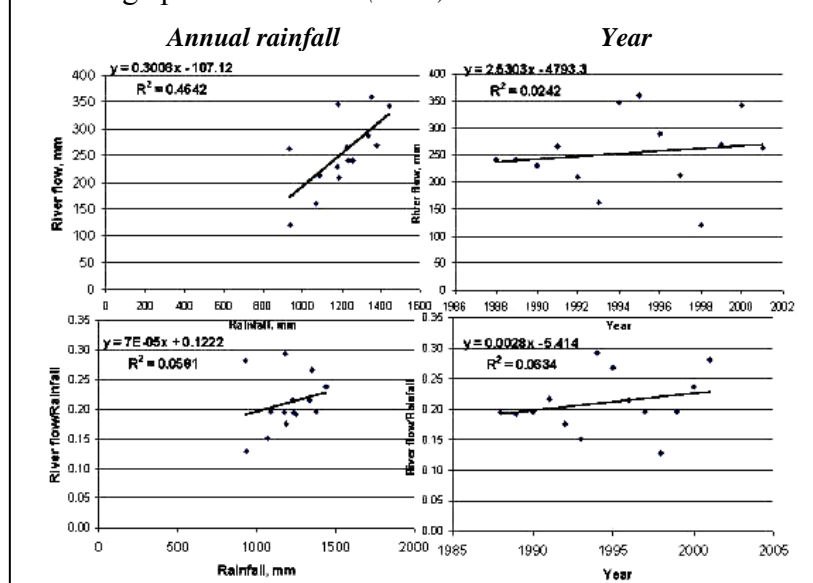 Annual rainfall Year
y = 0.3006x - 107.12
R² = 0.4642
River flow, mm
400
350
300
250
200
150
100
50
0
0 200 400 600 800 1000 1200 1400 1600
Rainfall, mm
y = 2.5303x - 4793.3
R² = 0.0242
River flow, mm
400
350
300
250
200
150
100
50
0
1986 1988 1990 1992 1994 1996 1998 2000 2002
Year
y = 7E-05x + 0.1222
R² = 0.0581
River flow/Rainfall
0.35
0.30
0.25
0.20
0.15
0.10
0.05
0.00
0 500 1000 1500 2000
Rainfall, mm
y = 0.0028x - 5.414
R² = 0.0634
River flow/Rainfall
0.35
0.30
0.25
0.20
0.15
0.10
0.05
0.00
1985 1990 1995 2000 2005
Year